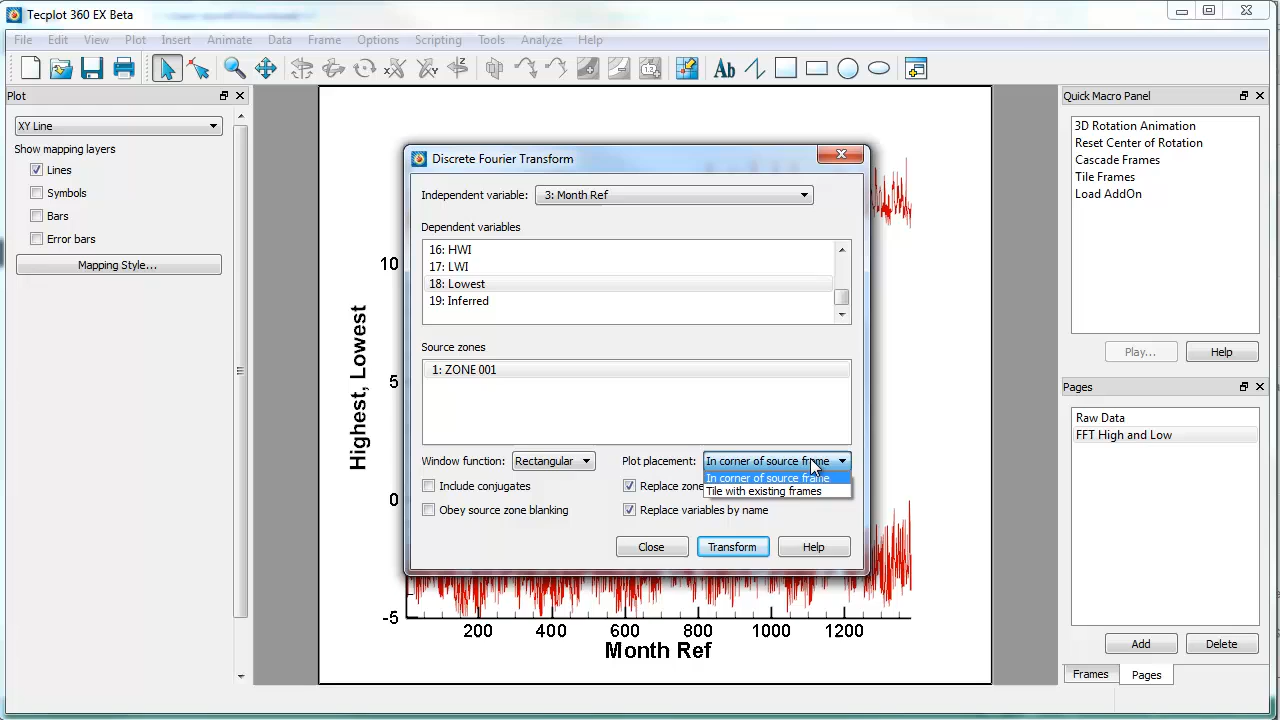 Tecplot 360 EX Beta
File Edit View Plot Insert Animate Data Frame Options Scripting Tools Analyze Help
Ab
Plot
XY Line
Show mapping layers
Lines
Symbols
Bars
Error bars
Mapping Style...
Highest, Lowest
10
5
0
-5
200 400 600 800 1000 1200
Month Ref
Discrete Fourier Transform
Independent variable: 3: Month Ref
Dependent variables
16: HWI
17: LWI
18: Lowest
19: Inferred
Source zones
1: ZONE 001
Window function: Rectangular
Plot placement: In corner of source frame
In corner of source frame
Tile with existing frames
Include conjugates
Replace zone
Obey source zone blanking
Replace variables by name
Close Transform Help
Quick Macro Panel
3D Rotation Animation
Reset Center of Rotation
Cascade Frames
Tile Frames
Load AddOn
Play... Help
Pages
Raw Data
FFT High and Low
Add Delete
Frames Pages